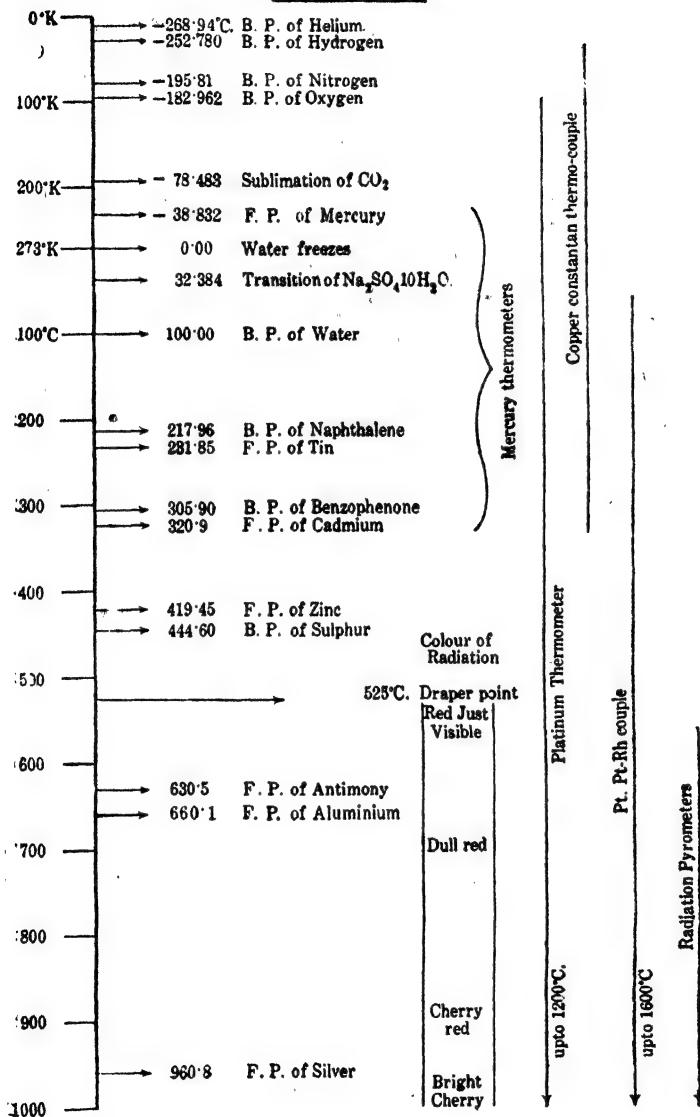 0°K
-268·94°C. B. P. of Helium.
-252·780 B. P. of Hydrogen
-195·81 B. P. of Nitrogen
100°K
-182·962 B. P. of Oxygen
200°K
- 78·483 Sublimation of CO₂
- 38·832 F. P. of Mercury
273°K 0·00 Water freezes
32·384 Transition of Na₂SO₄10H₂O.
100°C 100·00 B. P. of Water
200
217·96 B. P. of Naphthalene
231·85 F. P. of Tin
300
305·90 B. P. of Benzophenone
320·9 F. P. of Cadmium
400
419·45 F. P. of Zinc
444·60 B. P. of Sulphur
500
600
630·5 F. P. of Antimony
660·1 F. P. of Aluminium
700
800
900
960·8 F. P. of Silver
1000
Colour of
Radiation
525°C. Draper point
Red Just
Visible
Dull red
Cherry
red
Bright
Cherry
Mercury thermometers
Platinum Thermometer
upto 1200°C.
Copper constantan thermo-couple
Pt. Pt-Rh couple
upto 1600°C
Radiation Pyrometers